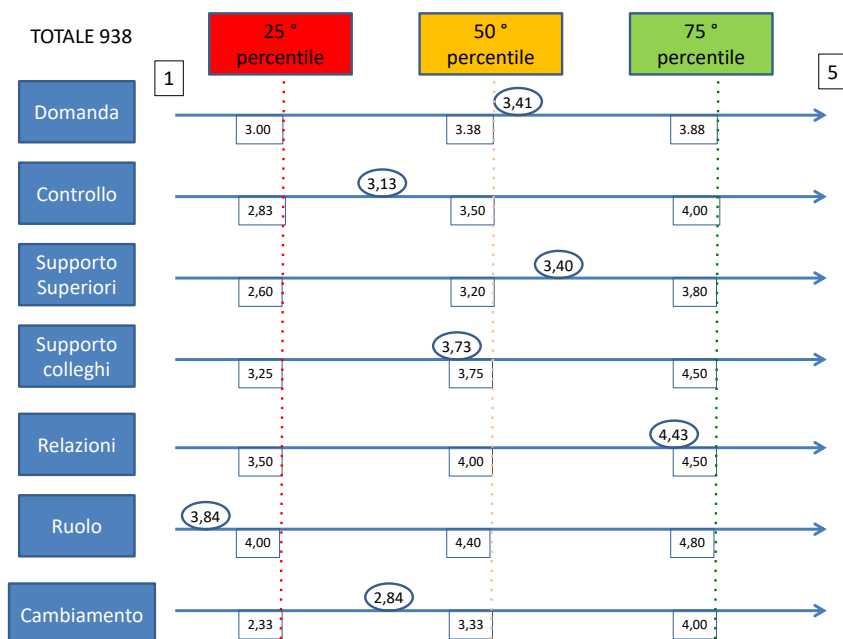 TOTALE 938
25 °
percentile
50 °
percentile
75 °
percentile
1
5
Domanda
3,41
3.00
3.38
3.88
Controllo
3,13
2,83
3,50
4,00
Supporto
Superiori
3,40
2,60
3,20
3,80
Supporto
colleghi
3,73
3,25
3,75
4,50
Relazioni
4,43
3,50
4,00
4,50
Ruolo
3,84
4,00
4,40
4,80
Cambiamento
2,84
2,33
3,33
4,00